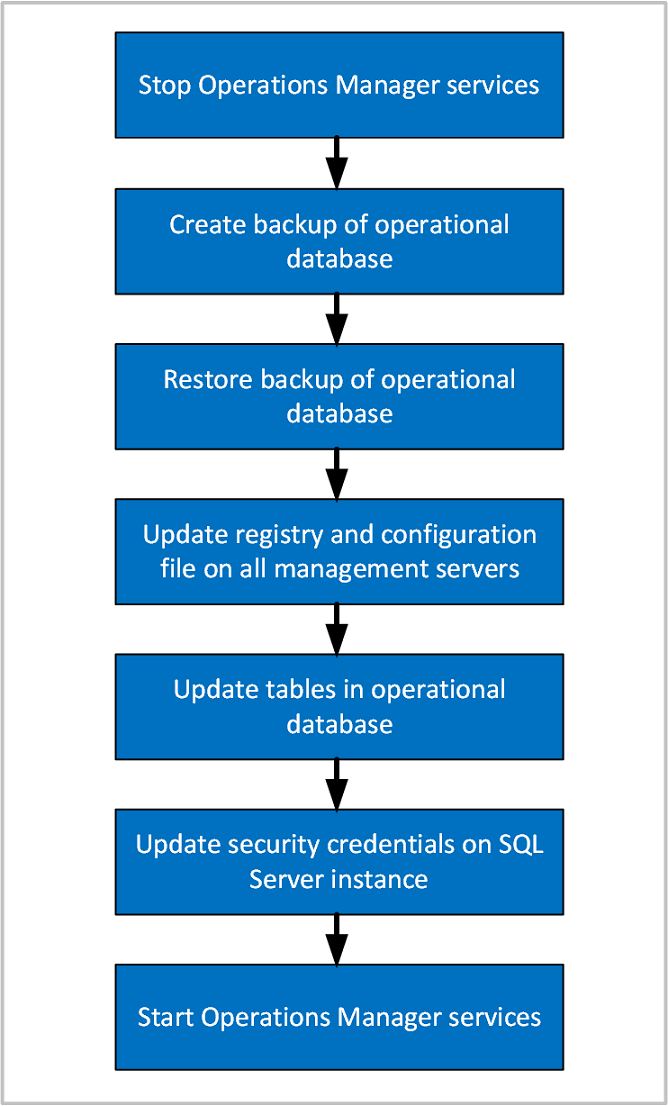 Stop Operations Manager services
Create backup of operational
database
Restore backup of operational
database
Update registry and configuration
file on all management servers
Update tables in operational
database
Update security credentials on SQL
Server instance
Start Operations Manager services